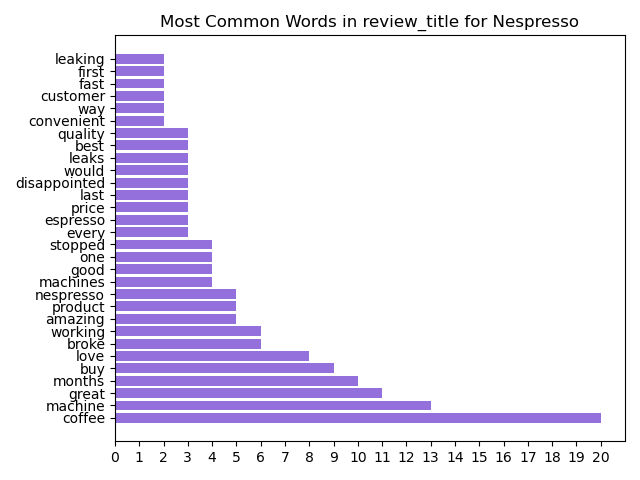 Most Common Words in review_title for Nespresso
leaking
first
fast
customer
way
convenient
quality
best
leaks
would
disappointed
last
price
espresso
every
stopped
one
good
machines
nespresso
product
amazing
working
broke
love
buy
months
great
machine
coffee
0 1 2 3 4 5 6 7 8 9 10 11 12 13 14 15 16 17 18 19 20